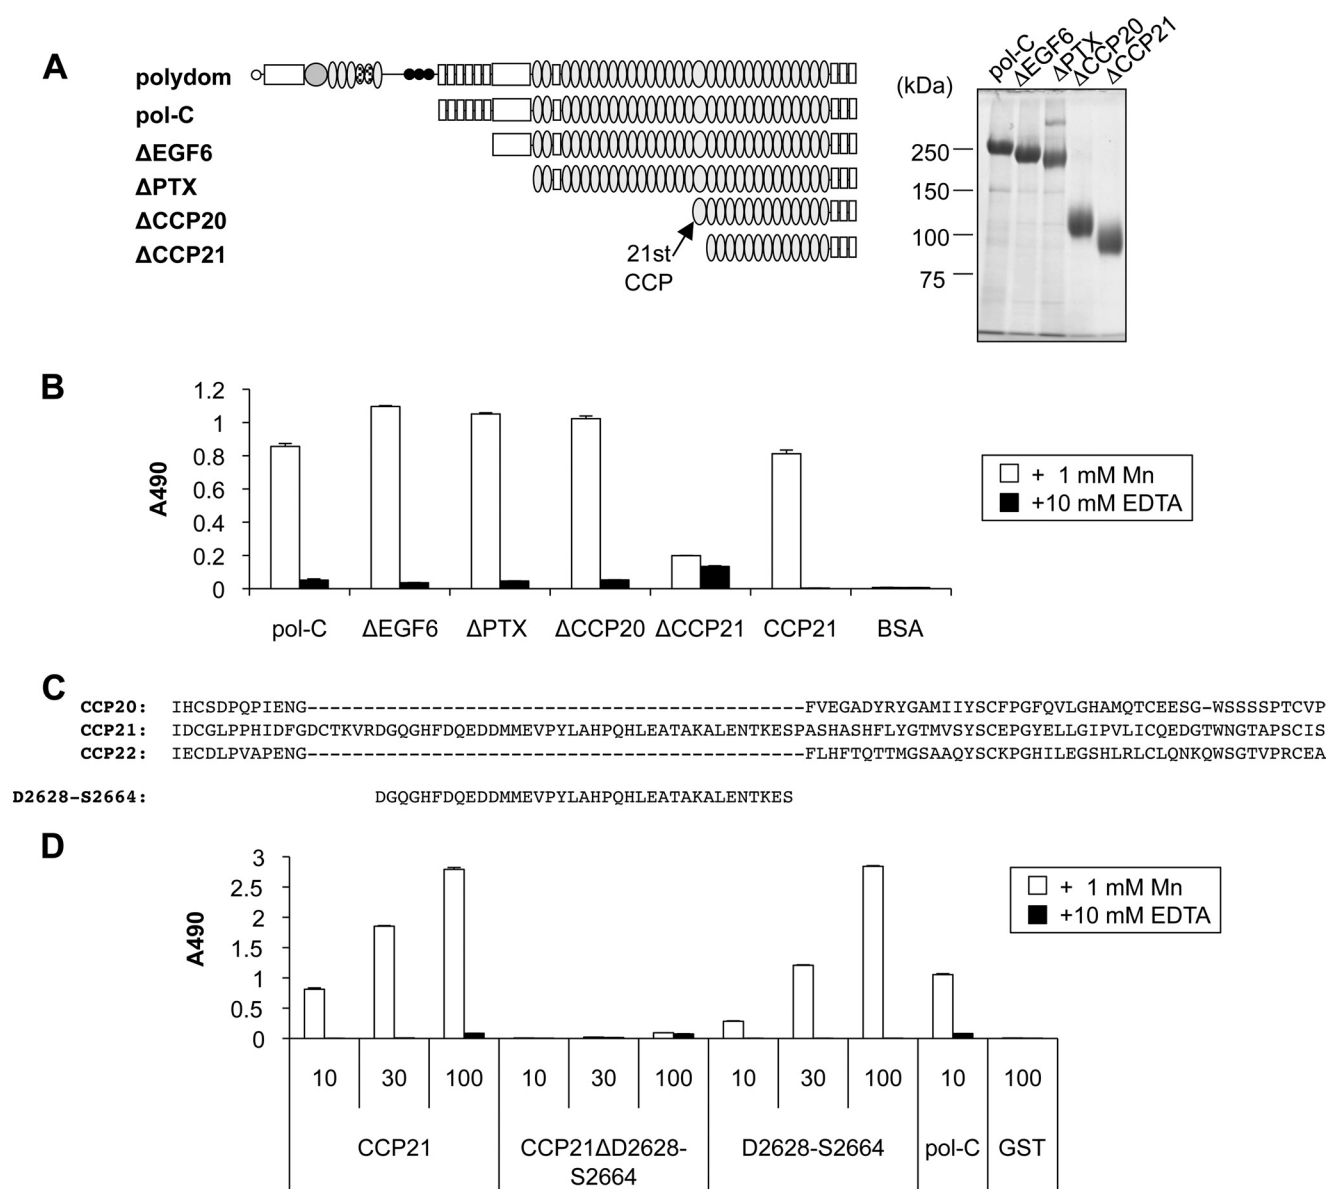 A
polydom
pol-C
ΔEGF6
ΔPTX
ΔCCP20
ΔCCP21
21st
CCP
(kDa)
pol-C
ΔEGF6
ΔPTX
ΔCCP20
ΔCCP21
250
150
100
75
B
A490
1.2
1
0.8
0.6
0.4
0.2
0
pol-C ΔEGF6 ΔPTX ΔCCP20 ΔCCP21 CCP21 BSA
+ 1 mM Mn
+10 mM EDTA
C
CCP20: IHCSDPQPIENG-------------------------------------------FVEGADYRYGAMIIYSCFPGFQVLGHAMQTCEESG-WSSSSPTCVP
CCP21: IDCGLPPHIDFGDCTKVRDGQGHFDQEDDMMEVPYLAHPQHLEATAKALENTKESPASHASHFLYGTMVSYSCEPGYELLGIPVLICQEDGTWNGTAPSCIS
CCP22: IECDLPVAPENG-------------------------------------------FLHFTQTTMGSAAQYSCKPGHILEGSHLRLCLQNKQWSGTVPRCEA
D2628-S2664: DGQGHFDQEDDMMEVPYLAHPQHLEATAKALENTKES
D
A490
3
2.5
2
1.5
1
0.5
0
10 30 100 10 30 100 10 30 100 10 100
CCP21 CCP21ΔD2628-
S2664 D2628-S2664 pol-C GST
+ 1 mM Mn
+10 mM EDTA